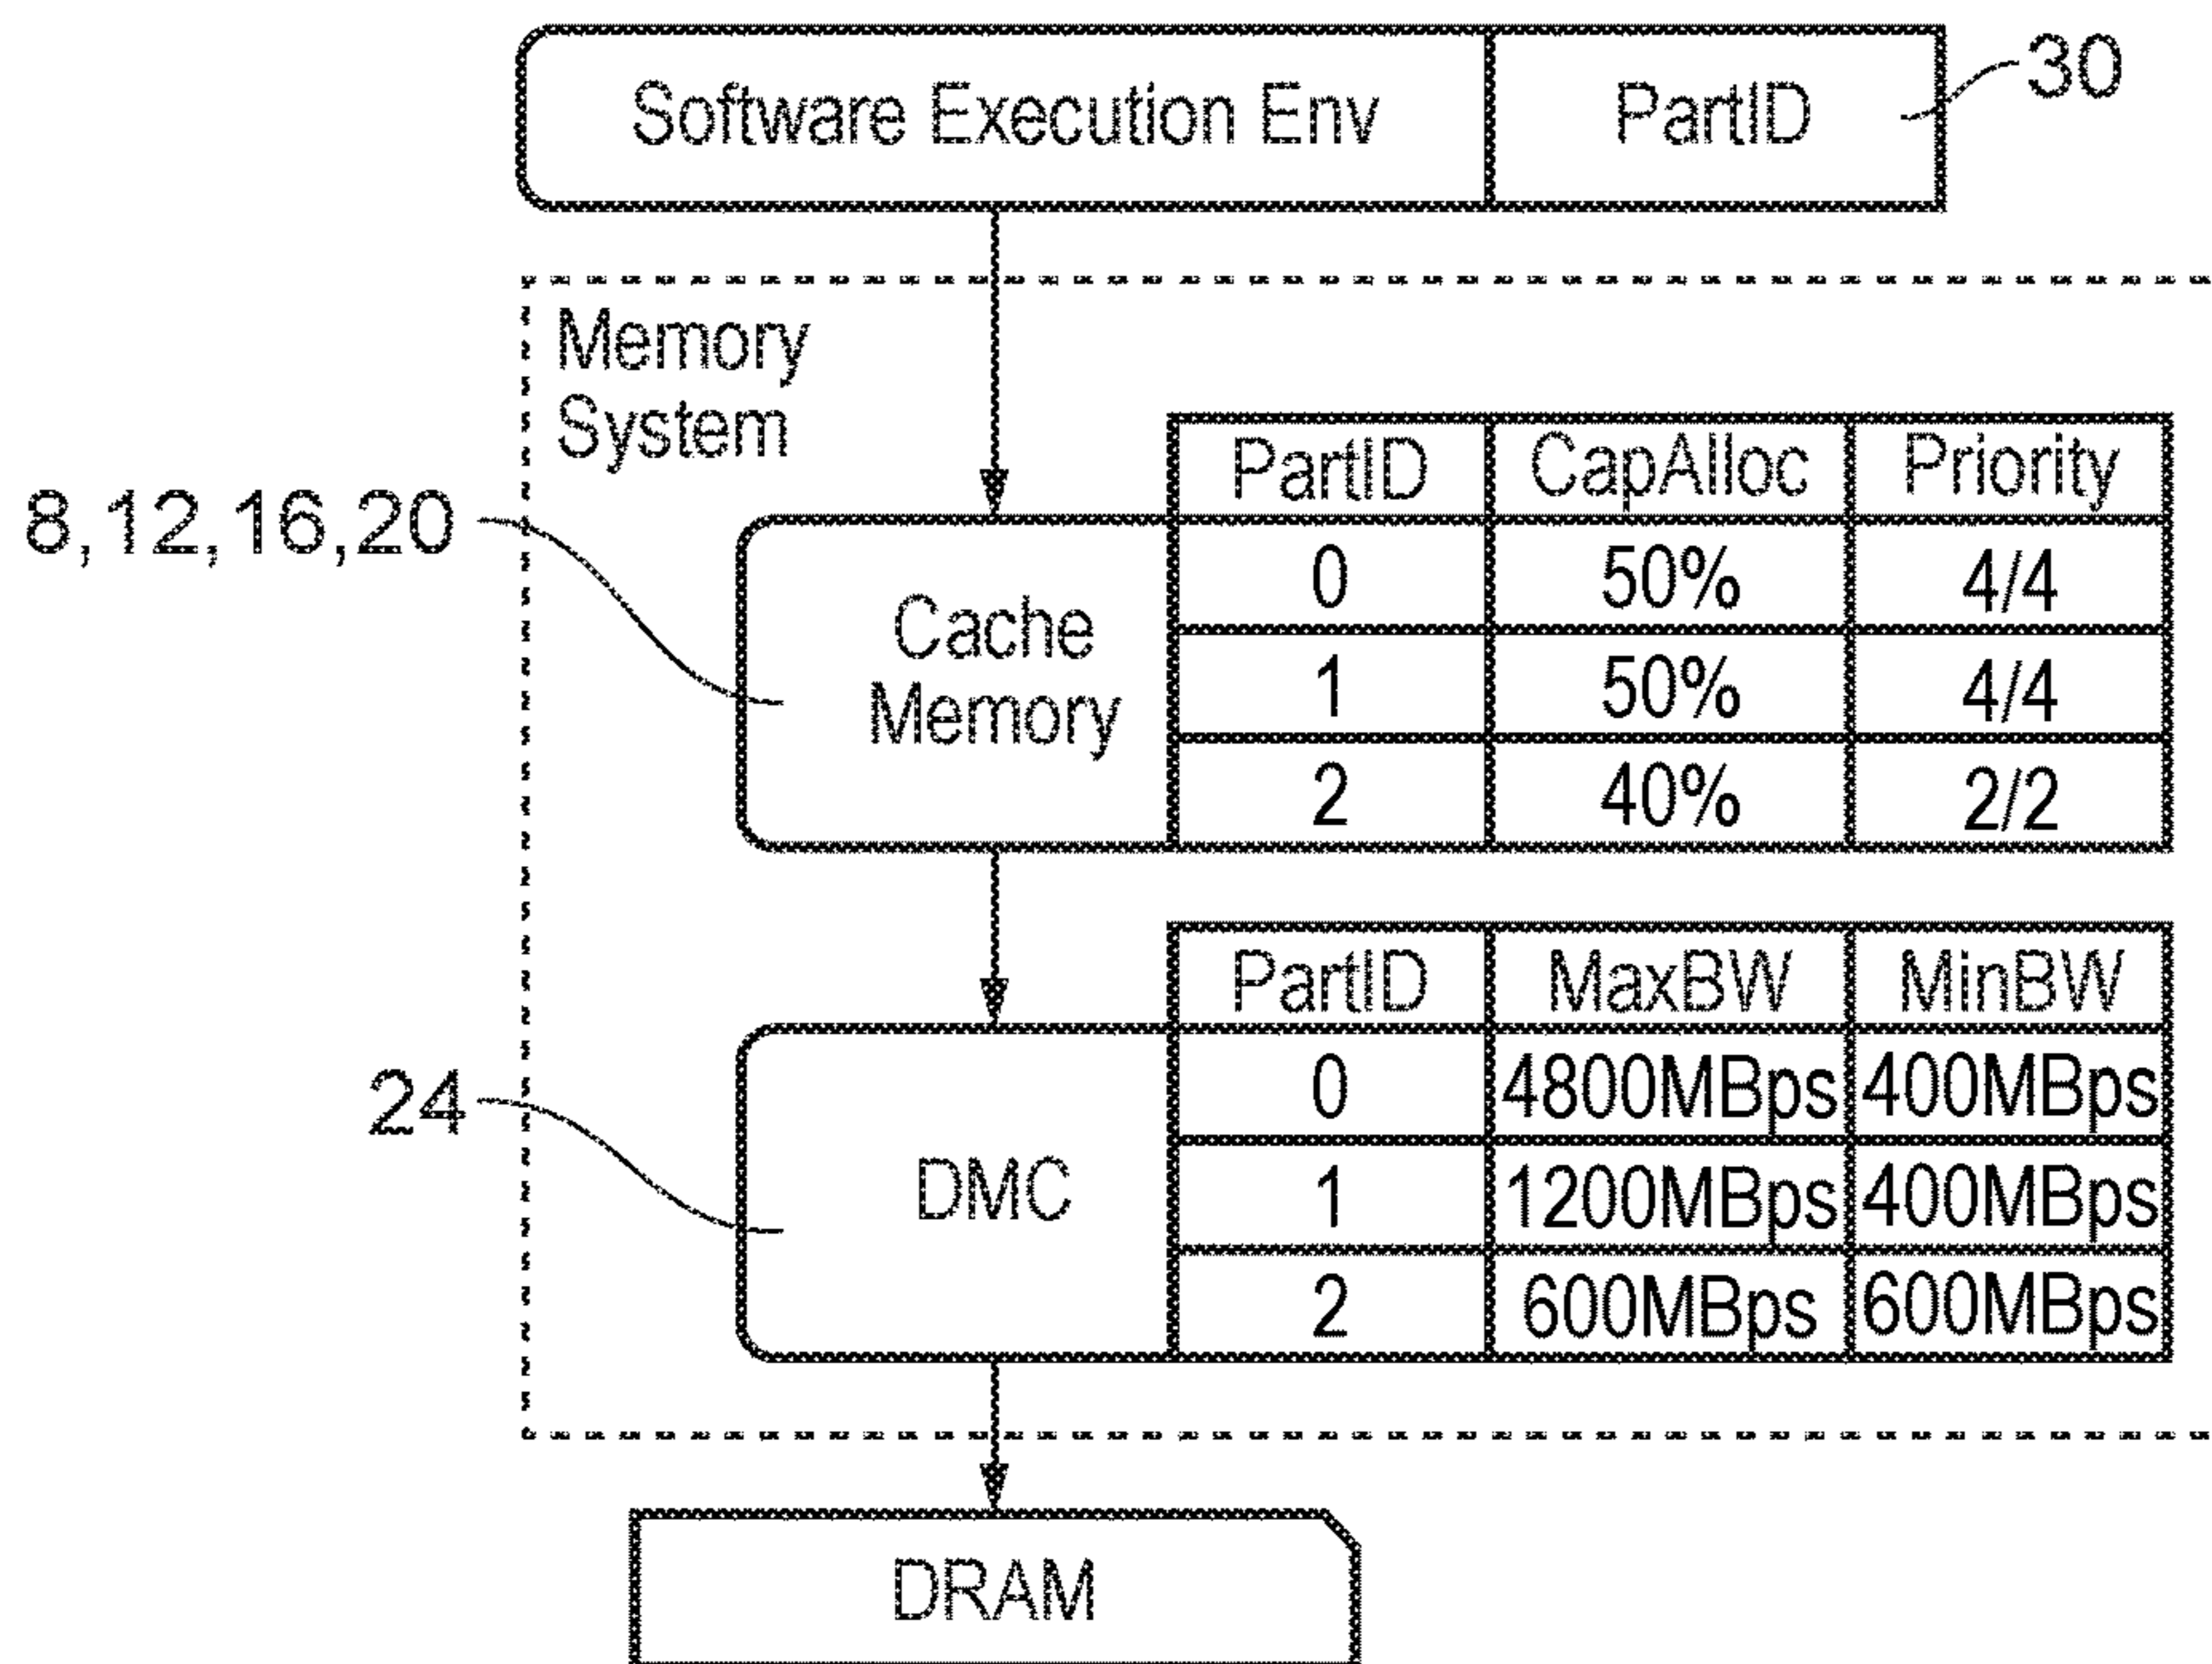 Software Execution Env PartID 30
Memory
System
8,12,16,20
Cache
Memory
PartID CapAlloc Priority
0 50% 4/4
1 50% 4/4
2 40% 2/2
24
DMC
PartID MaxBW MinBW
0 4800MBps 400MBps
1 1200MBps 400MBps
2 600MBps 600MBps
DRAM